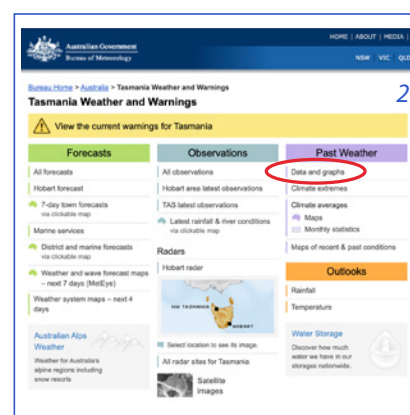 Australian Government
Bureau of Meteorology
HOME | ABOUT | MEDIA |
NSW | VIC | QLD
Bureau Home > Australia > Tasmania Weather and Warnings
Tasmania Weather and Warnings
2
View the current warnings for Tasmania
Forecasts
All forecasts
Hobart forecast
7-day town forecasts
via clickable map
Marine services
District and marine forecasts
via clickable map
Weather and wave forecast maps
– next 7 days (MetEye)
Weather system maps – next 4
days
Australian Alps
Weather
Weather for Australia's
alpine regions including
snow resorts
Observations
All observations
Hobart area latest observations
TAS latest observations
Latest rainfall & river conditions
via clickable map
Radars
Hobart radar
NW TASMANIA
HOBART
Select location to see its image.
All radar sites for Tasmania
Satellite
images
Past Weather
Data and graphs
Climate extremes
Climate averages
Maps
Monthly statistics
Maps of recent & past conditions
Outlooks
Rainfall
Temperature
Water Storage
Discover how much
water we have in our
storages nationwide.